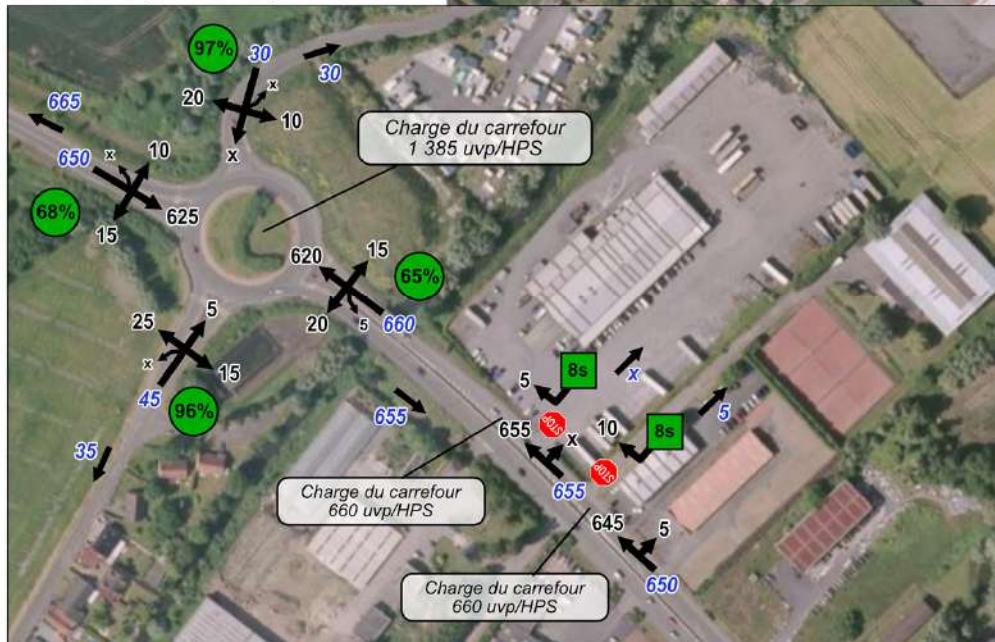 97%
30
30
20
x
10
x
Charge du carrefour
1 385 uvp/HPS
665
650
x
10
68%
625
15
620
15
65%
20
5
660
25
5
x
15
45
96%
35
655
5
8s
x
STOP
655
x
10
8s
5
STOP
655
Charge du carrefour
660 uvp/HPS
645
5
650
Charge du carrefour
660 uvp/HPS